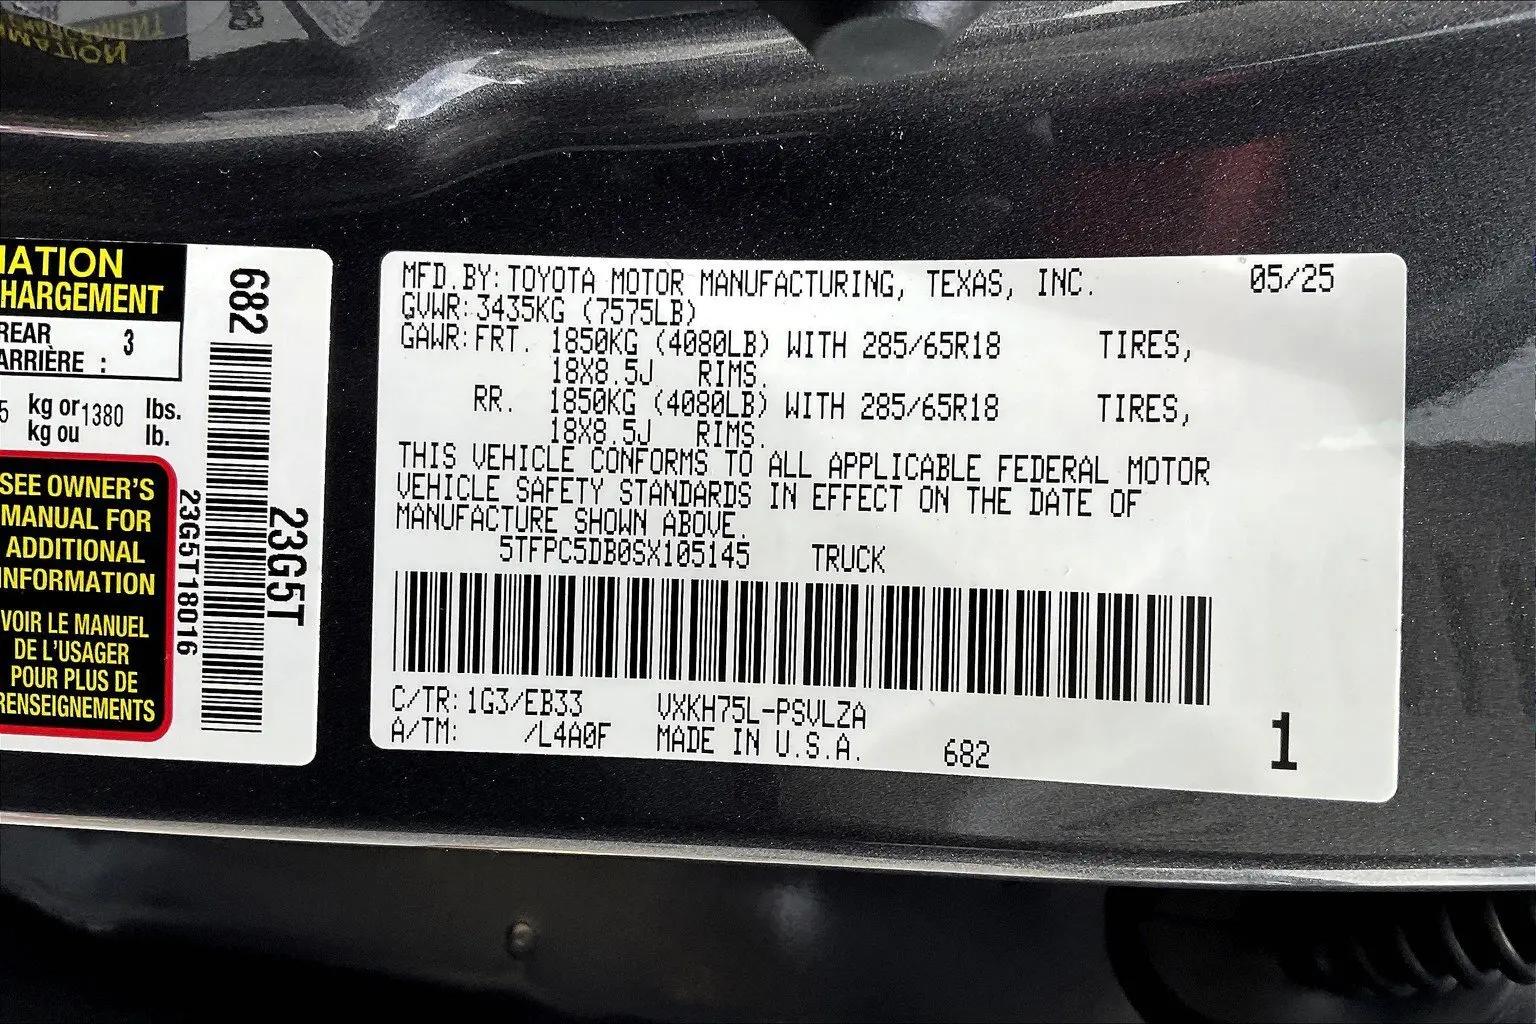 IATION
HARGEMENT
REAR
ARRIÈRE : 3
5 kg or 1380 lbs.
kg ou lb.
SEE OWNER'S
MANUAL FOR
ADDITIONAL
INFORMATION
VOIR LE MANUEL
DE L'USAGER
POUR PLUS DE
RENSEIGNEMENTS
682
23G5T18016
23G5T
MFD.BY: TOYOTA MOTOR MANUFACTURING, TEXAS, INC. 05/25
GVWR: 3435KG (7575LB)
GAWR: FRT. 1850KG (4080LB) WITH 285/65R18 TIRES,
18X8.5J RIMS.
RR. 1850KG (4080LB) WITH 285/65R18 TIRES,
18X8.5J RIMS.
THIS VEHICLE CONFORMS TO ALL APPLICABLE FEDERAL MOTOR
VEHICLE SAFETY STANDARDS IN EFFECT ON THE DATE OF
MANUFACTURE SHOWN ABOVE.
5TFPC5DB0SX105145 TRUCK
C/TR: 1G3/EB33 VXKH75L-PSVLZA
A/TM: /L4A0F MADE IN U.S.A. 682
1